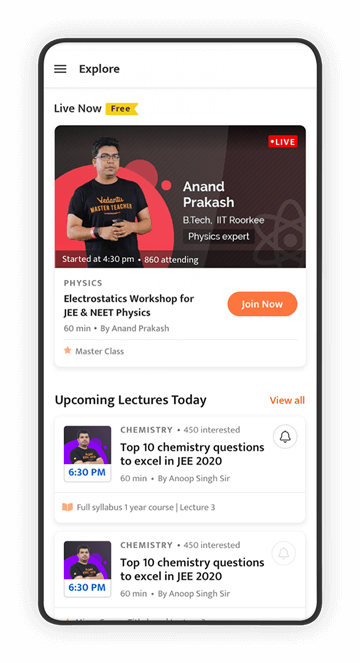 Explore
Live Now Free
LIVE
Vedantu
MASTER TEACHER
Anand
Prakash
B.Tech, IIT Roorkee
Physics expert
Started at 4:30 pm • 860 attending
PHYSICS
Electrostatics Workshop for
JEE & NEET Physics
Join Now
60 min • By Anand Prakash
Master Class
Upcoming Lectures Today View all
CHEMISTRY • 450 interested
Top 10 chemistry questions
to excel in JEE 2020
6:30 PM
60 min • By Anoop Singh Sir
Full syllabus 1 year course | Lecture 3
CHEMISTRY • 450 interested
Top 10 chemistry questions
to excel in JEE 2020
6:30 PM
60 min • By Anoop Singh Sir